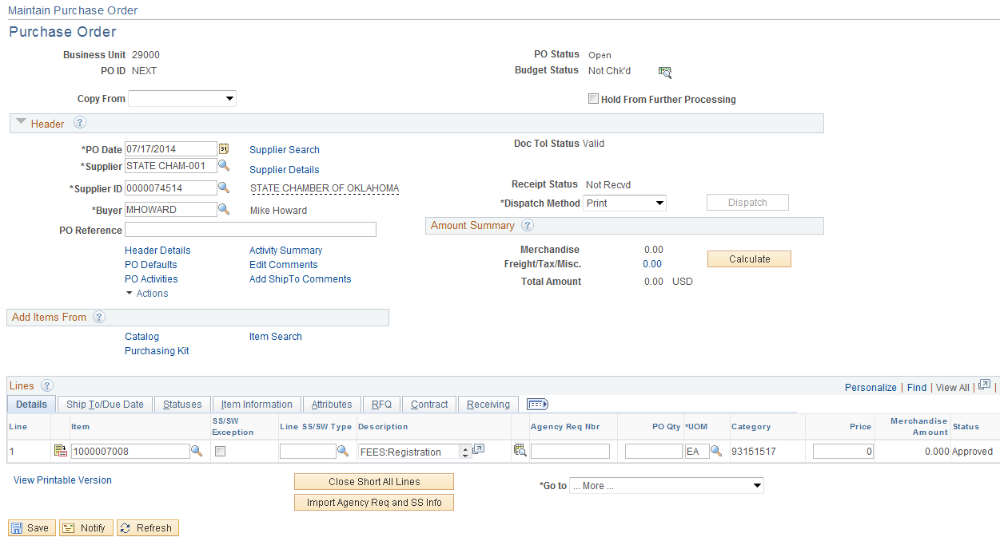 Maintain Purchase Order
Purchase Order
Business Unit 29000
PO Status Open
PO ID NEXT
Budget Status Not Chk'd
Copy From
Hold From Further Processing
Header ?
*PO Date 07/17/2014 31 Supplier Search
Doc Tol Status Valid
*Supplier STATE CHAM-001 Supplier Details
*Supplier ID 0000074514 STATE CHAMBER OF OKLAHOMA
Receipt Status Not Recvd
*Buyer MHOWARD Mike Howard
*Dispatch Method Print Dispatch
PO Reference
Amount Summary ?
Header Details Activity Summary
Merchandise 0.00
PO Defaults Edit Comments
Freight/Tax/Misc. 0.00 Calculate
PO Activities Add ShipTo Comments
Total Amount 0.00 USD
Actions
Add Items From ?
Catalog Item Search
Purchasing Kit
Lines ?
Personalize | Find | View All | |
Details Ship To/Due Date Statuses Item Information Attributes RFQ Contract Receiving
Line Item SS/SW Exception Line SS/SW Type Description Agency Req Nbr PO Qty *UOM Category Price Merchandise Amount Status
1 1000007008 FEES:Registration EA 93151517 0 0.000 Approved
View Printable Version
Close Short All Lines
*Go to ... More ...
Import Agency Req and SS Info
Save Notify Refresh